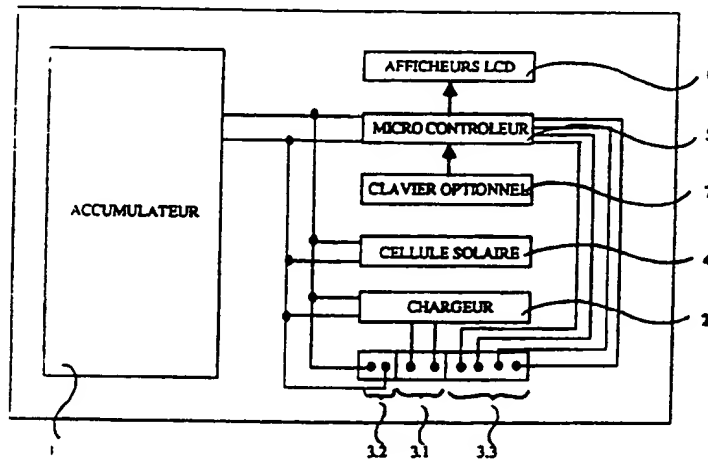 AFFICHEURS LCD
MICRO CONTROLEUR
5
CLAVIER OPTIONNEL
7
ACCUMULATEUR
CELLULE SOLAIRE
4
CHARGEUR
2
1
3.2
3.1
3.3